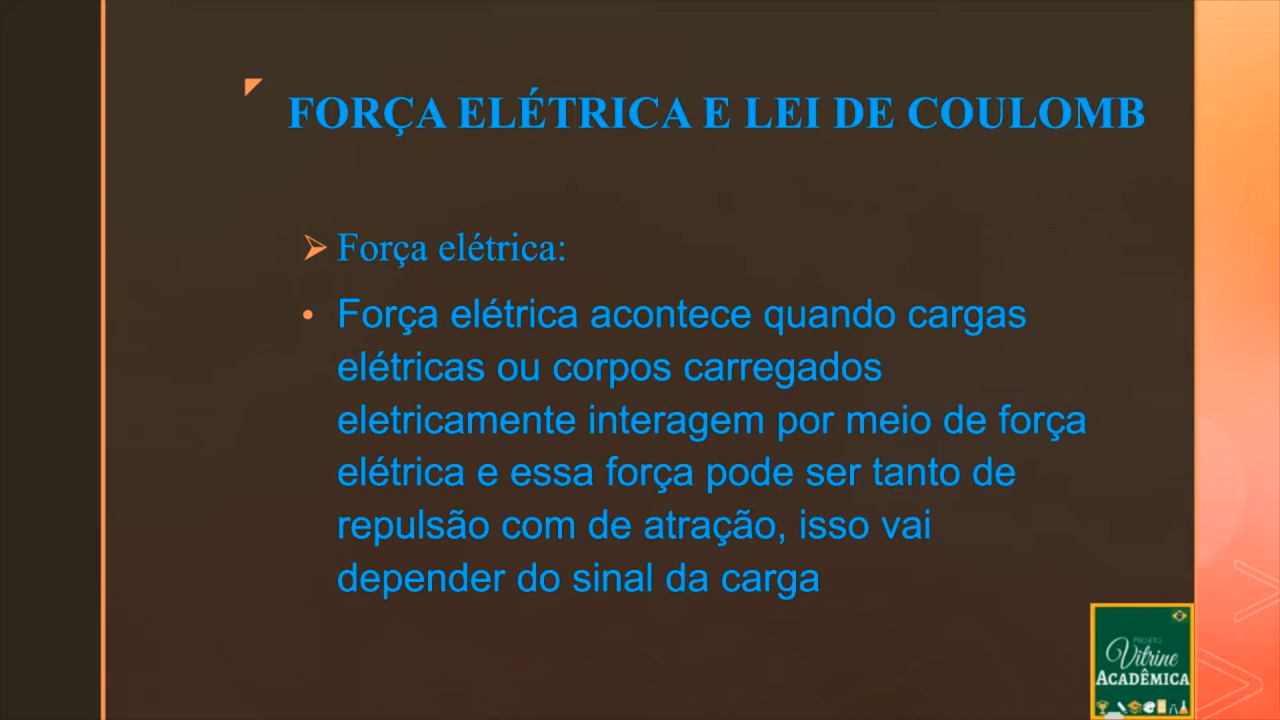 FORÇA ELÉTRICA E LEI DE COULOMB
Força elétrica:
Força elétrica acontece quando cargas
elétricas ou corpos carregados
eletricamente interagem por meio de força
elétrica e essa força pode ser tanto de
repulsão com de atração, isso vai
depender do sinal da carga
PROJETO
Vitrine
ACADÊMICA